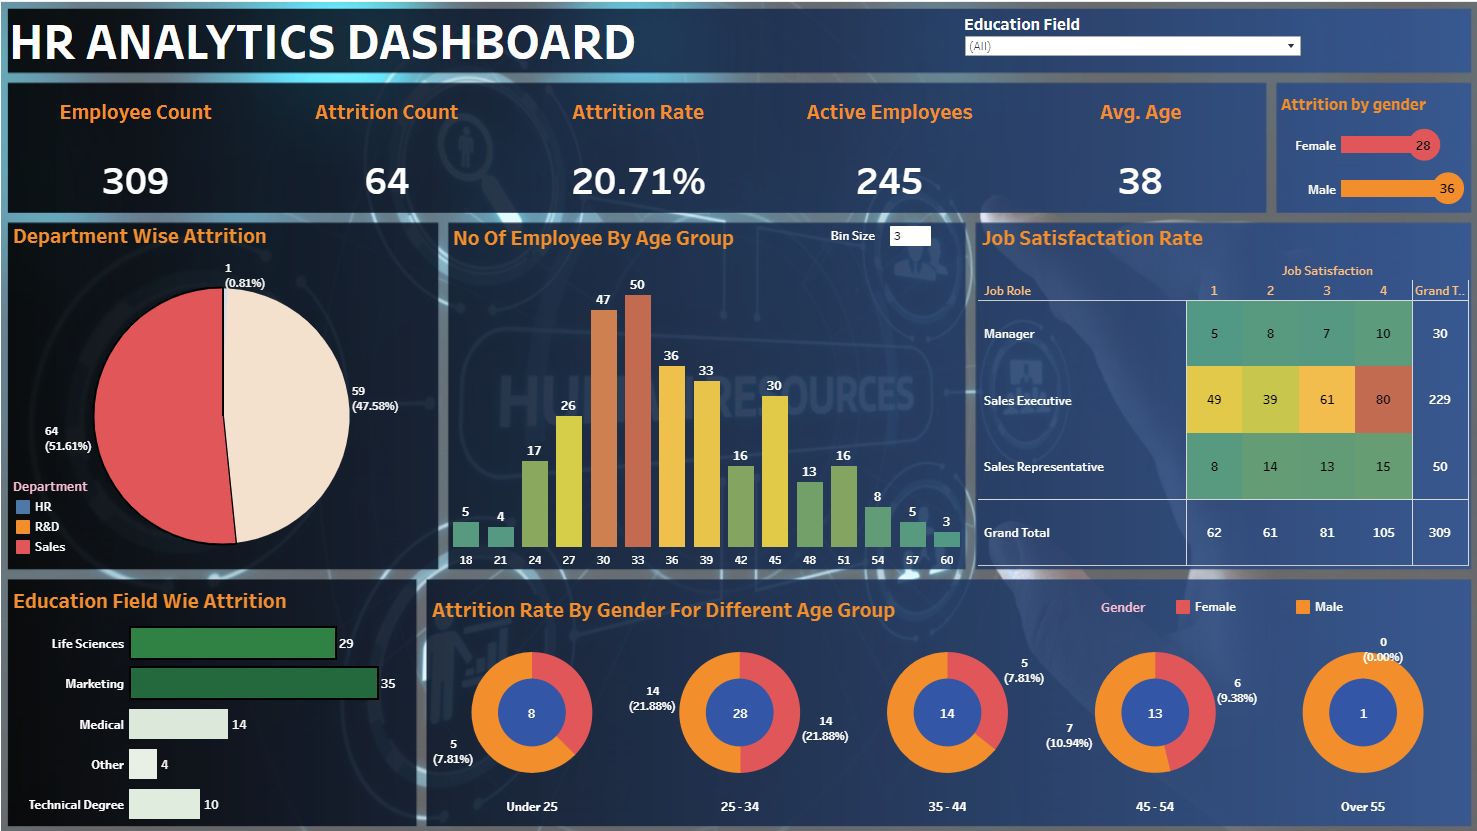 HR ANALYTICS DASHBOARD
Education Field
(All)
Employee Count
Attrition Count
Attrition Rate
Active Employees
Avg. Age
309
64
20.71%
245
38
Attrition by gender
Female 28
Male 36
Department Wise Attrition
1
(0.81%)
59
(47.58%)
64
(51.61%)
Department
HR
R&D
Sales
No Of Employee By Age Group
Bin Size 3
5 4 17 26 47 50 36 33 16 30 13 16 8 5 3
18 21 24 27 30 33 36 39 42 45 48 51 54 57 60
HUMAN RESOURCES
Job Satisfactation Rate
Job Satisfaction
Job Role 1 2 3 4 Grand T..
Manager 5 8 7 10 30
Sales Executive 49 39 61 80 229
Sales Representative 8 14 13 15 50
Grand Total 62 61 81 105 309
Education Field Wie Attrition
Life Sciences 29
Marketing 35
Medical 14
Other 4
Technical Degree 10
Attrition Rate By Gender For Different Age Group
Gender Female Male
8
5
(7.81%)
Under 25
14
(21.88%)
28
14
(21.88%)
25 - 34
14
5
(7.81%)
35 - 44
7
(10.94%)
13
6
(9.38%)
45 - 54
0
(0.00%)
1
Over 55